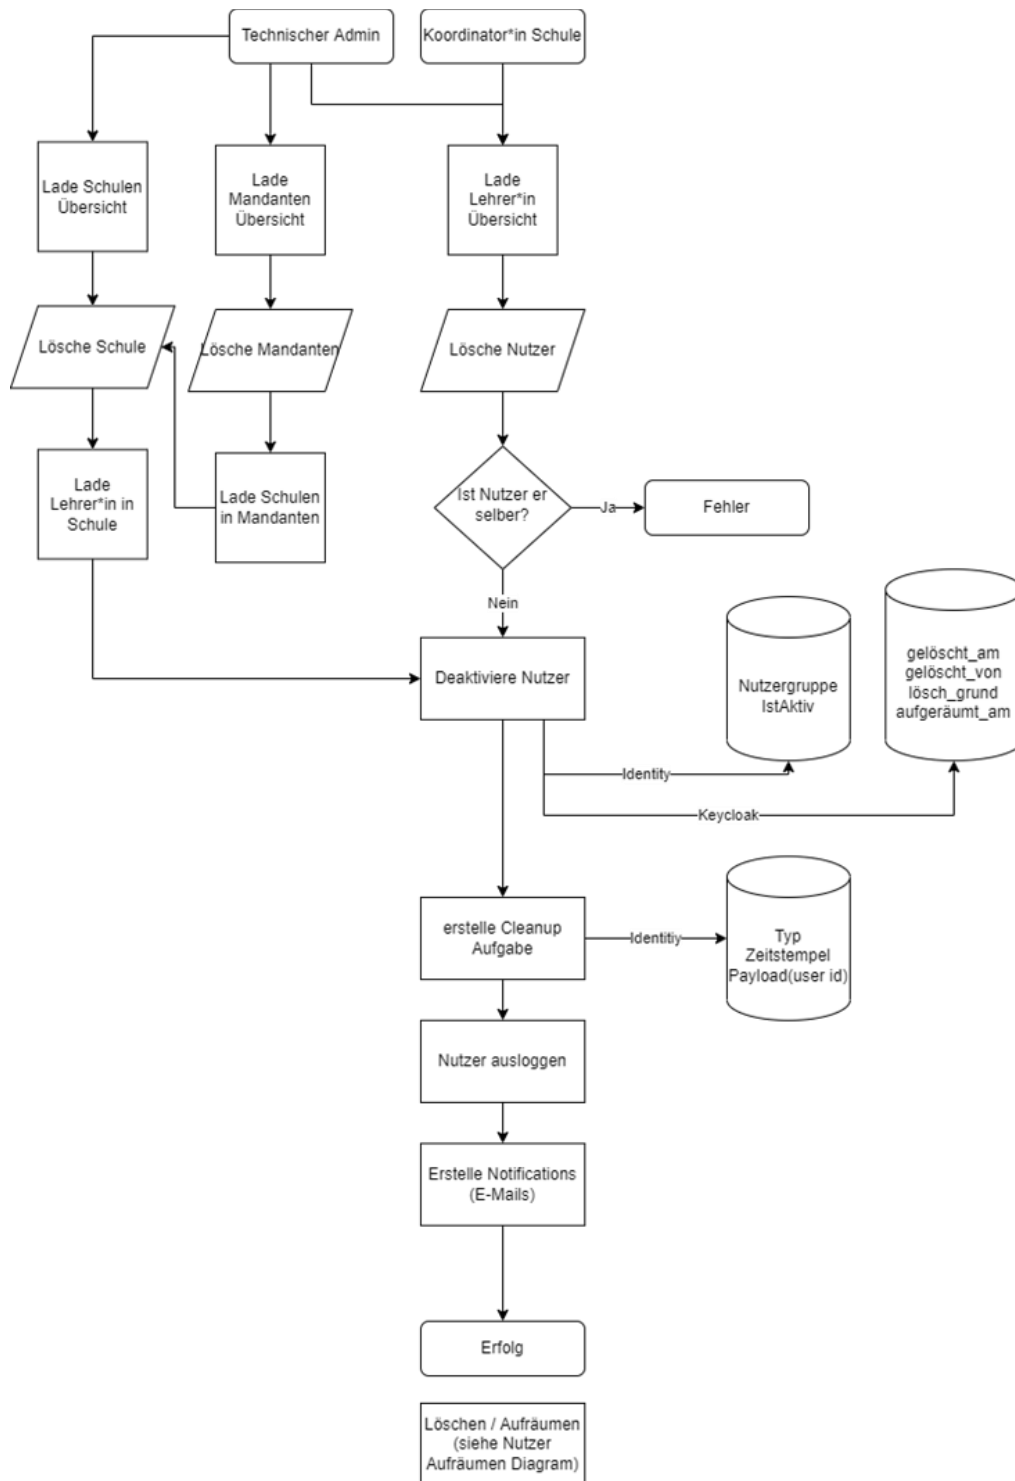 Technischer Admin
Koordinator*in Schule
Lade Schulen
Übersicht
Lade
Mandanten
Übersicht
Lade
Lehrer*in
Übersicht
Lösche Schule
Lösche Mandanten
Lösche Nutzer
Lade
Lehrer*in in
Schule
Lade Schulen
in Mandanten
Ist Nutzer er
selber?
Ja
Fehler
Nein
Deaktiviere Nutzer
Nutzergruppe
IstAktiv
gelöscht_am
gelöscht_von
lösch_grund
aufgeräumt_am
Identity
Keycloak
erstelle Cleanup
Aufgabe
Identitiy
Typ
Zeitstempel
Payload(user id)
Nutzer ausloggen
Erstelle Notifications
(E-Mails)
Erfolg
Löschen / Aufräumen
(siehe Nutzer
Aufräumen Diagram)